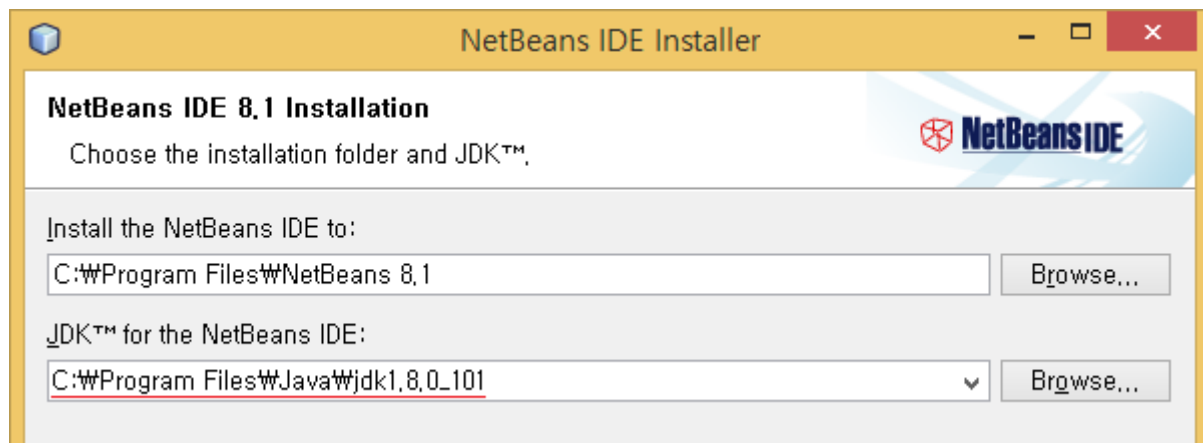 NetBeans IDE Installer
NetBeans IDE 8.1 Installation
Choose the installation folder and JDK™.
NetBeans IDE
Install the NetBeans IDE to:
C:₩Program Files₩NetBeans 8.1
Browse...
JDK™ for the NetBeans IDE:
C:₩Program Files₩Java₩jdk1.8.0_101
Browse...